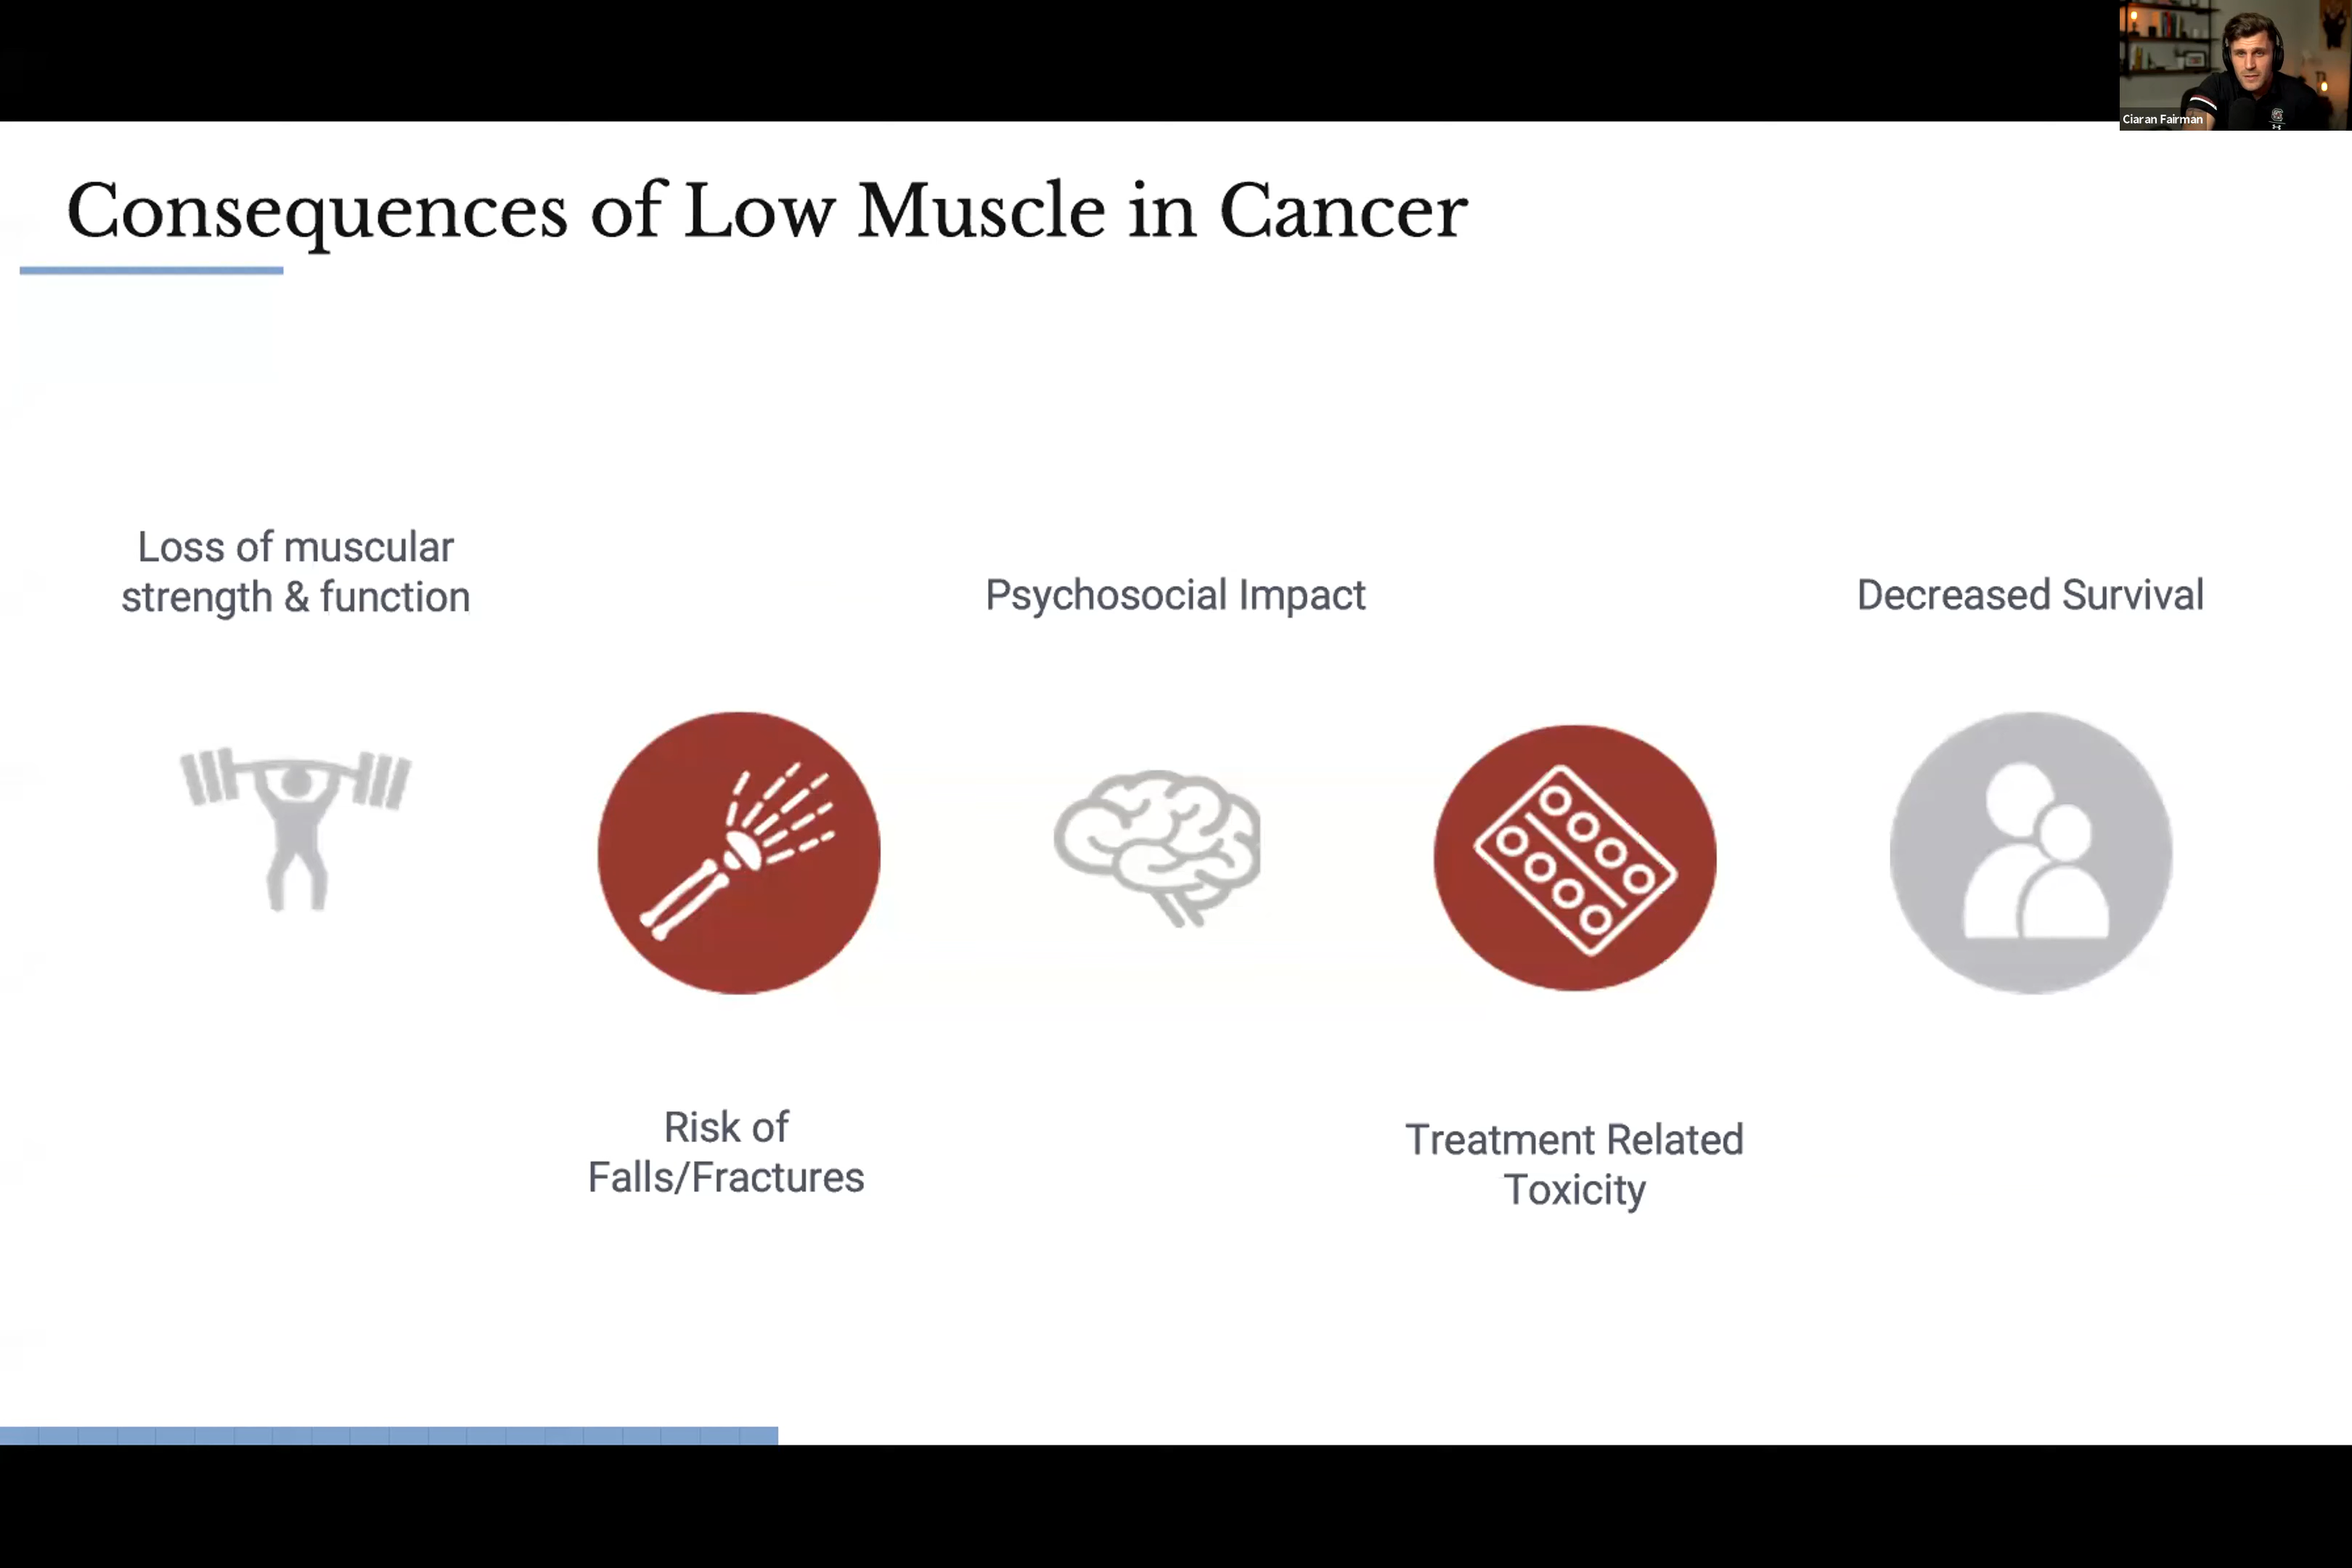 Ciaran Fairman
Consequences of Low Muscle in Cancer
Loss of muscular
strength & function
Psychosocial Impact
Decreased Survival
Risk of
Falls/Fractures
Treatment Related
Toxicity